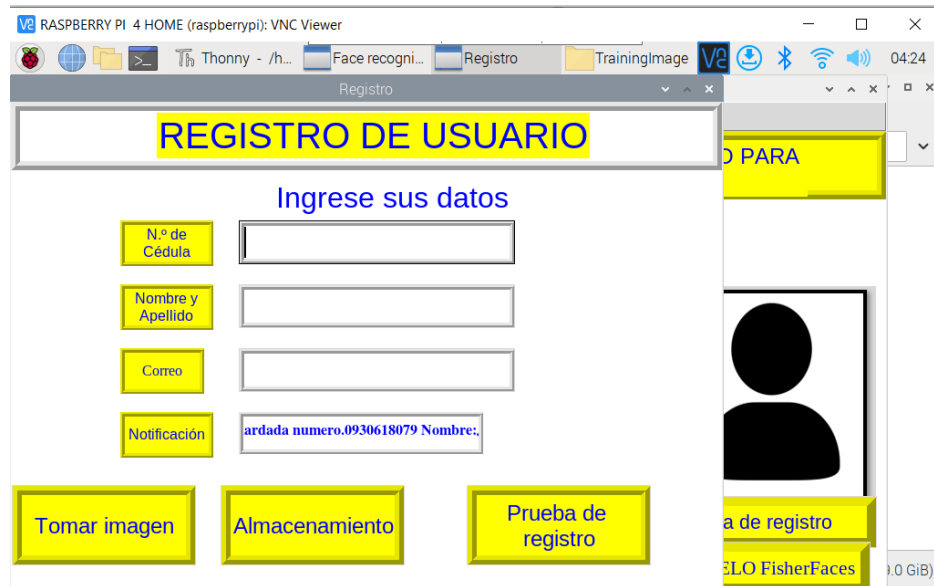 RASPBERRY PI 4 HOME (raspberrypi): VNC Viewer
Thonny - /h...
Face recogni...
Registro
TrainingImage
04:24
Registro
REGISTRO DE USUARIO
O PARA
Ingrese sus datos
N.º de
Cédula
Nombre y
Apellido
Correo
Notificación
ardada numero.0930618079 Nombre:,
Tomar imagen
Almacenamiento
Prueba de
registro
a de registro
ELO FisherFaces
9.0 GiB)